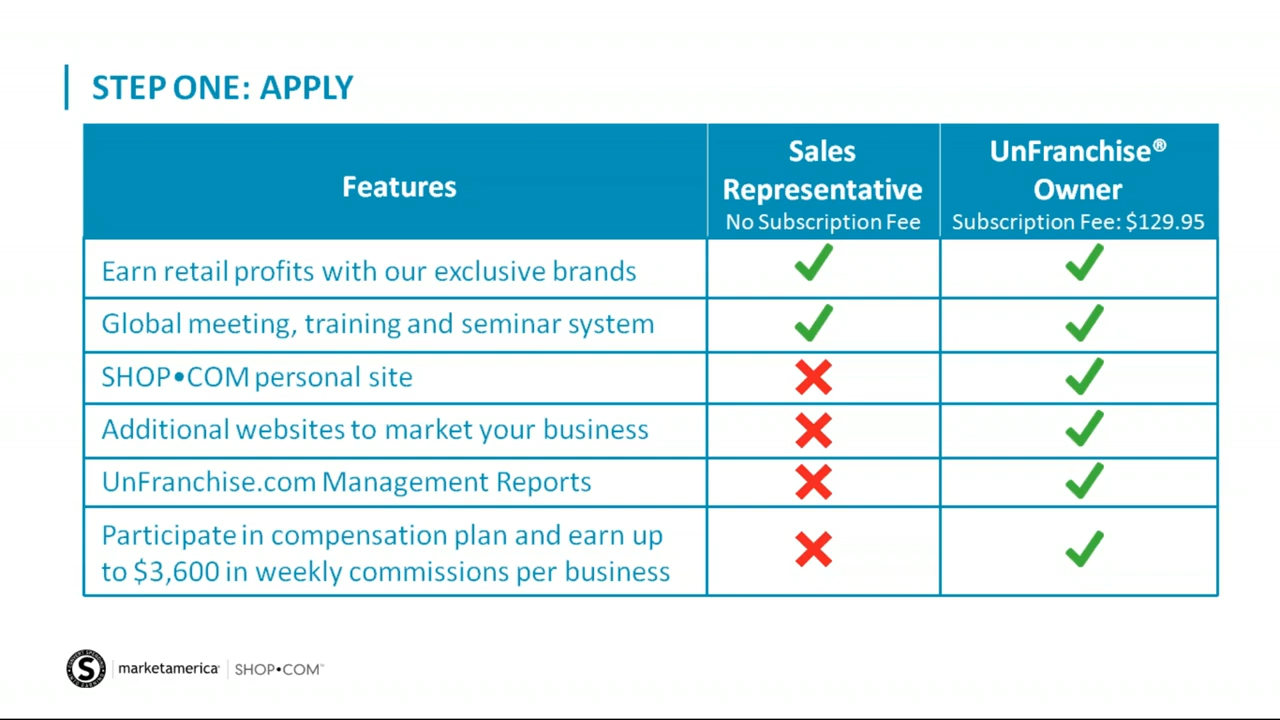 STEP ONE: APPLY
Features
Sales
Representative
No Subscription Fee
UnFranchise®
Owner
Subscription Fee: $129.95
Earn retail profits with our exclusive brands
Global meeting, training and seminar system
SHOP•COM personal site
Additional websites to market your business
UnFranchise.com Management Reports
Participate in compensation plan and earn up
to $3,600 in weekly commissions per business
S
marketamerica
SHOP•COM™